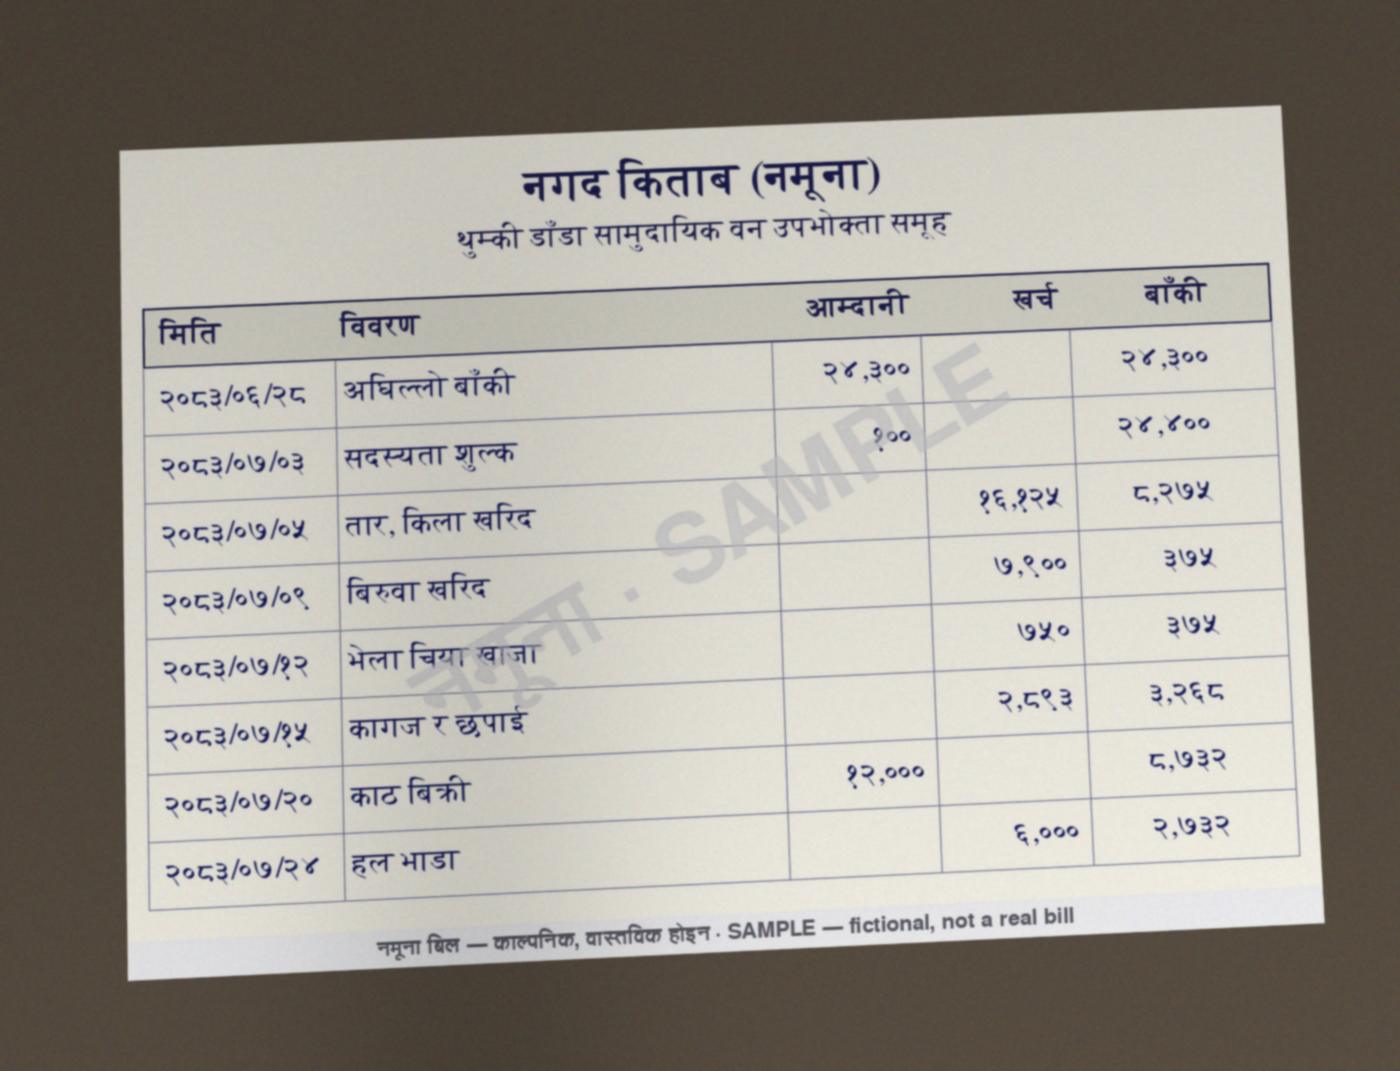 नगद किताब (नमूना)
थुम्की डाँडा सामुदायिक वन उपभोक्ता समूह
मिति विवरण आम्दानी खर्च बाँकी
२०८३/०६/२८ अघिल्लो बाँकी २४,३०० २४,३००
२०८३/०७/०३ सदस्यता शुल्क १०० २४,४००
२०८३/०७/०५ तार, किला खरिद १६,१२५ ८,२७५
२०८३/०७/०९ बिरुवा खरिद ७,९०० ३७५
२०८३/०७/१२ भेला चिया खाजा ७५० ३७५
२०८३/०७/१५ कागज र छपाई २,८९३ ३,२६८
२०८३/०७/२० काठ बिक्री १२,००० ८,७३२
२०८३/०७/२४ हल भाडा ६,००० २,७३२
नमूना · SAMPLE
नमूना बिल — काल्पनिक, वास्तविक होइन · SAMPLE — fictional, not a real bill